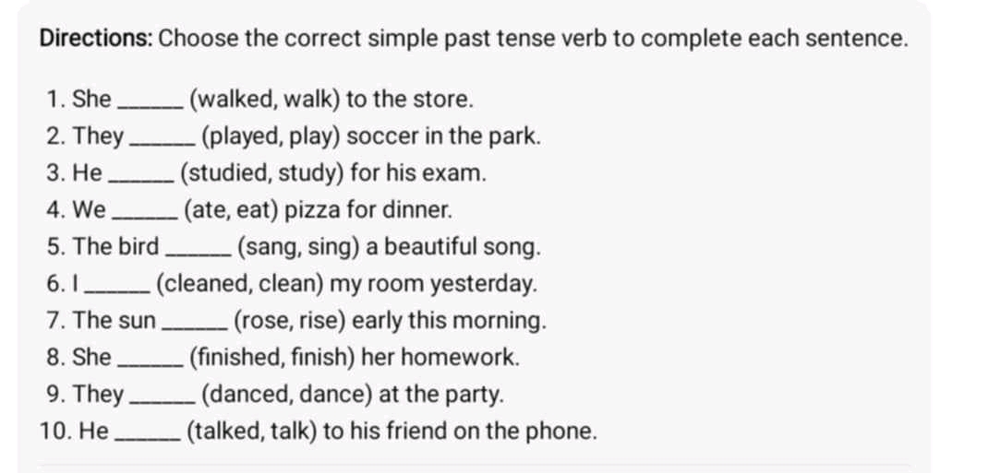 Directions: Choose the correct simple past tense verb to complete each sentence.
1. She ______ (walked, walk) to the store.
2. They ______ (played, play) soccer in the park.
3. He ______ (studied, study) for his exam.
4. We ______ (ate, eat) pizza for dinner.
5. The bird ______ (sang, sing) a beautiful song.
6. I ______ (cleaned, clean) my room yesterday.
7. The sun ______ (rose, rise) early this morning.
8. She ______ (finished, finish) her homework.
9. They ______ (danced, dance) at the party.
10. He ______ (talked, talk) to his friend on the phone.